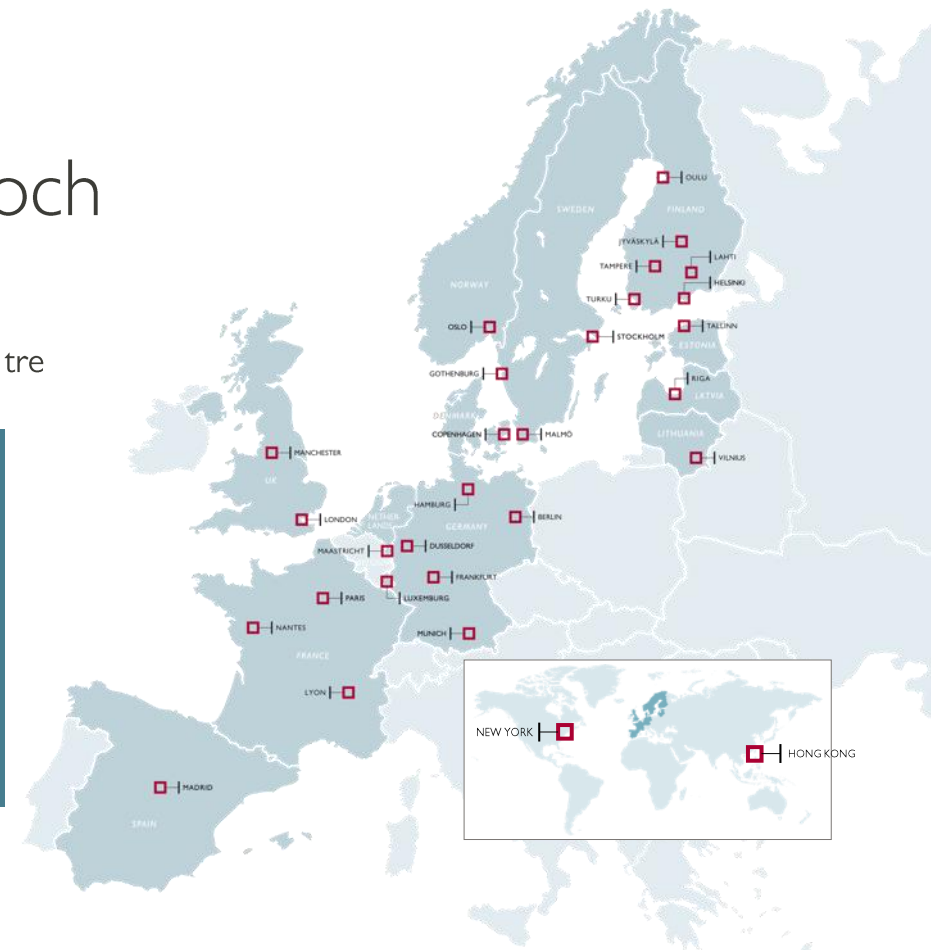 och
tre
OULU
SWEDEN
FINLAND
JYVÄSKYLÄ
LAHTI
TAMPERE
HELSINKI
NORWAY
TURKU
OSLO
TALLINN
STOCKHOLM
ESTONIA
GOTHENBURG
RIGA
LATVIA
DENMARK
COPENHAGEN
MALMÖ
LITHUANIA
MANCHESTER
VILNIUS
UK
HAMBURG
LONDON
NETHER-
LANDS
GERMANY
BERLIN
MAASTRICHT
DUSSELDORF
FRANKFURT
PARIS
LUXEMBURG
NANTES
MUNICH
FRANCE
LYON
NEW YORK
HONG KONG
MADRID
SPAIN